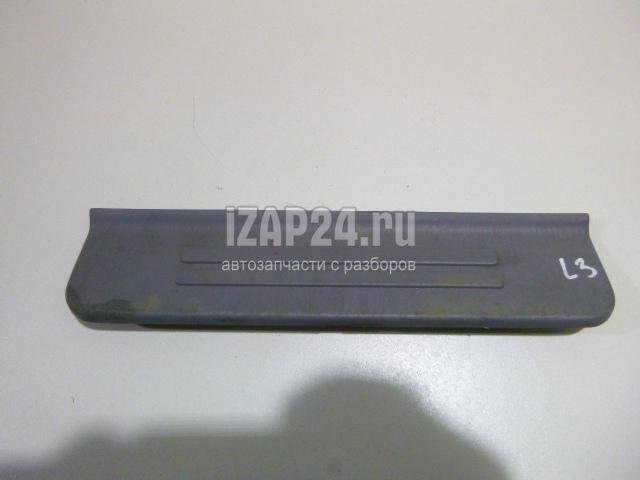 iZAP24.ru
автозапчасти с разборов
L3